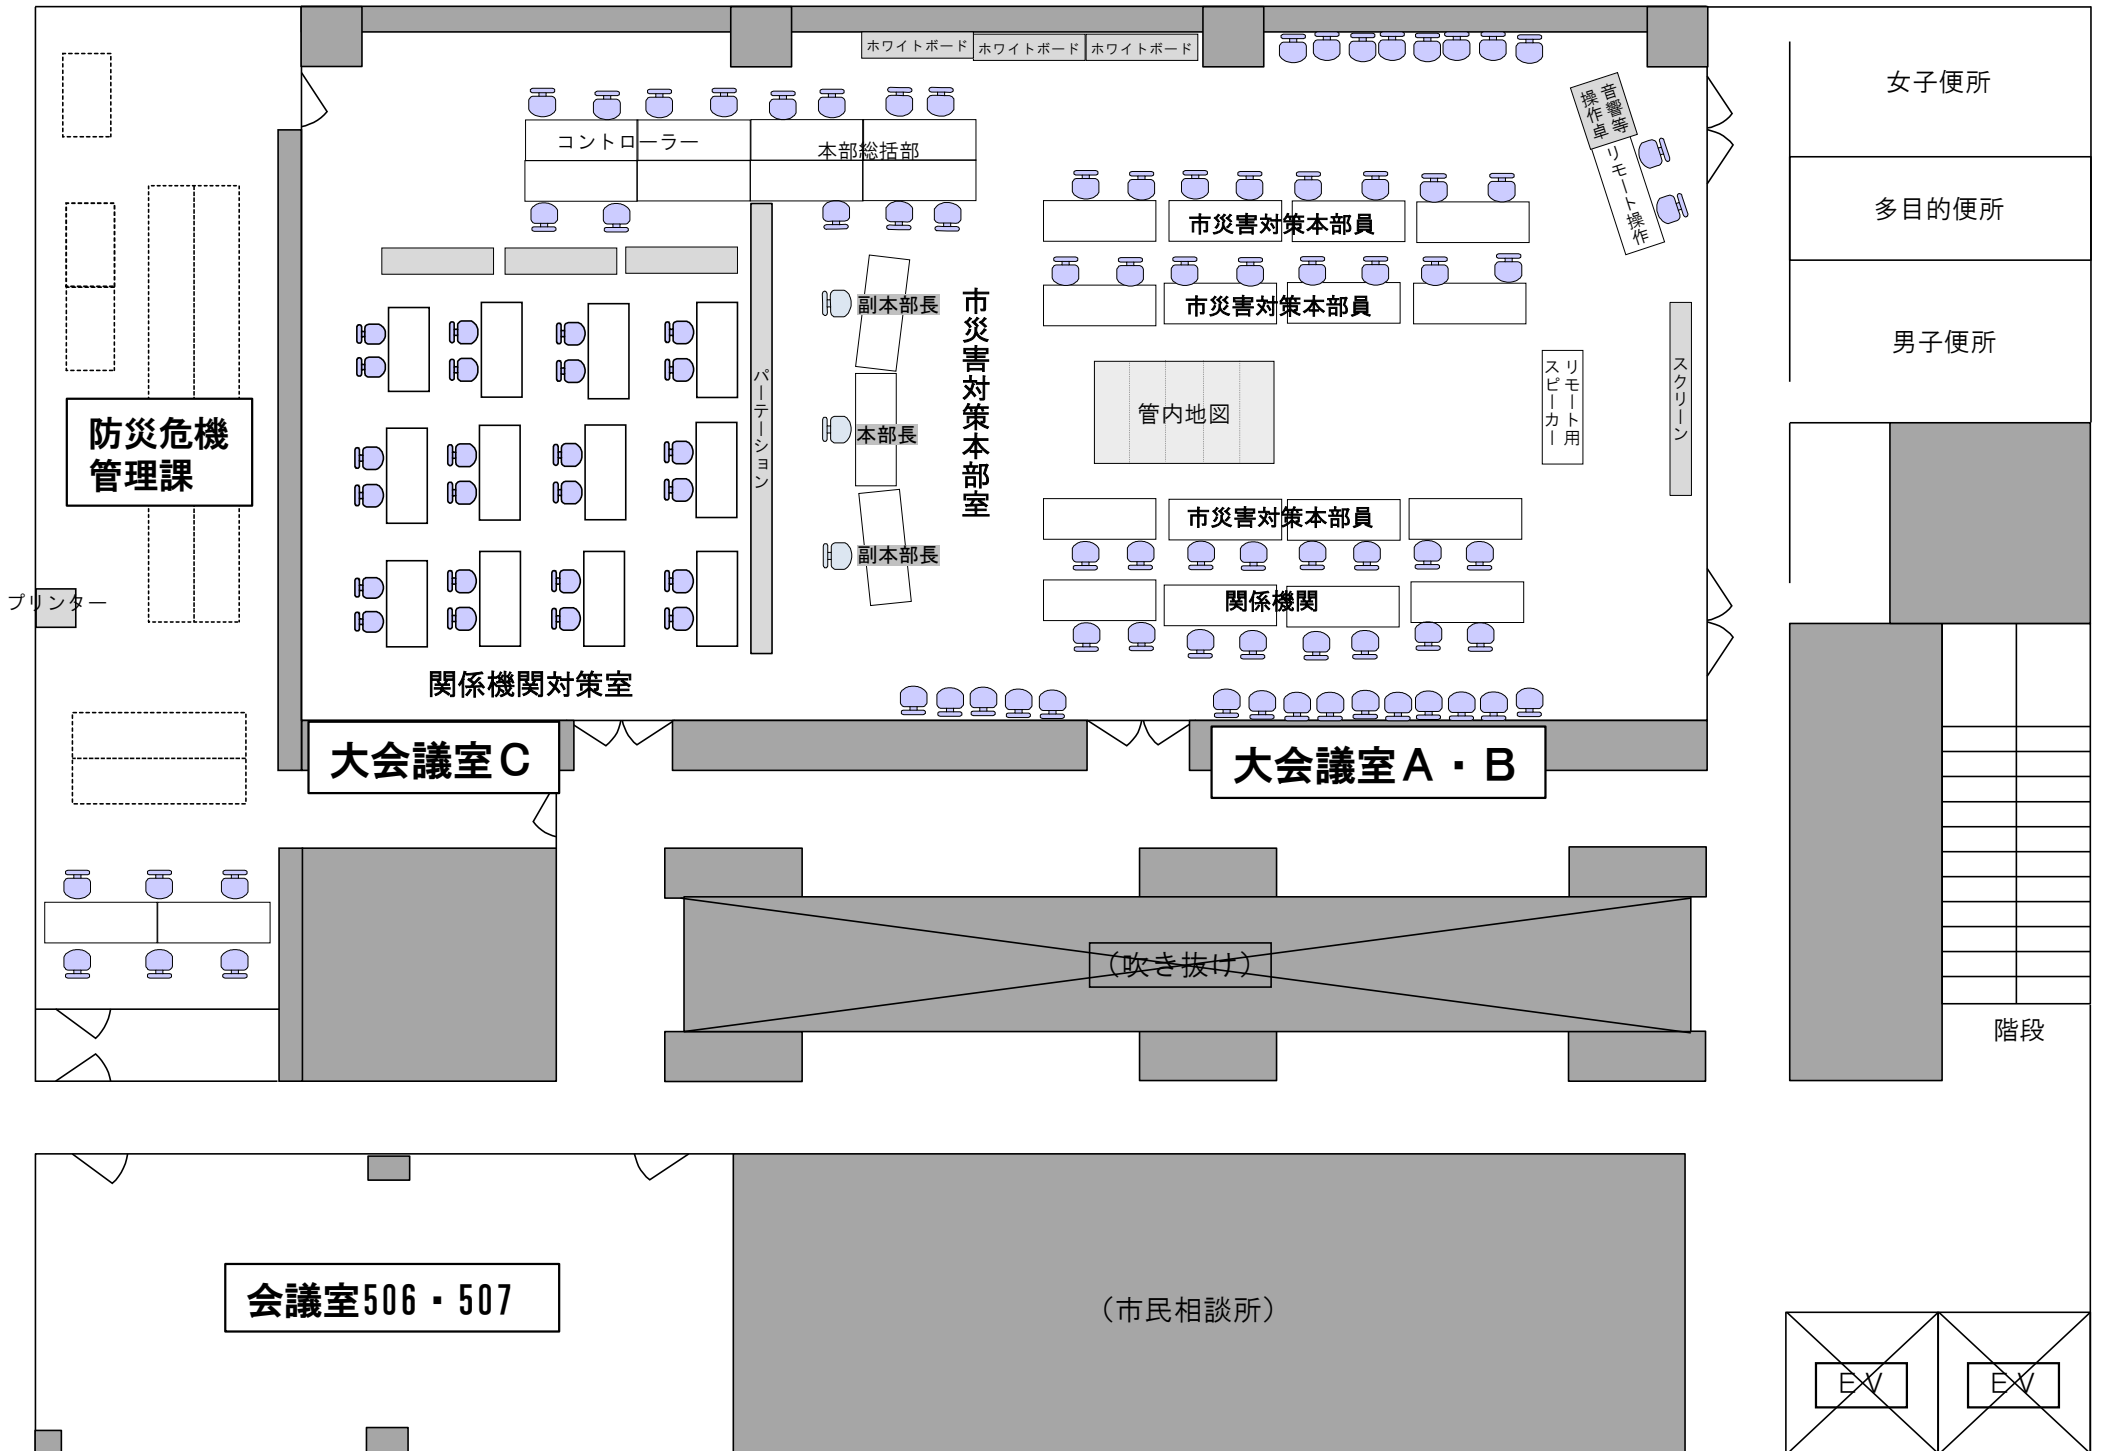 ホワイトボード
ホワイトボード
ホワイトボード
音響等
操作卓
リモート操作
女子便所
多目的便所
男子便所
コントローラー
本部総括部
市災害対策本部員
市災害対策本部員
副本部長
本部長
副本部長
市災害対策本部室
パーテーション
管内地図
リモート用
スピーカー
スクリーン
防災危機
管理課
プリンター
市災害対策本部員
関係機関
関係機関対策室
大会議室C
大会議室A・B
(吹き抜け)
階段
会議室506・507
(市民相談所)
EV
EV